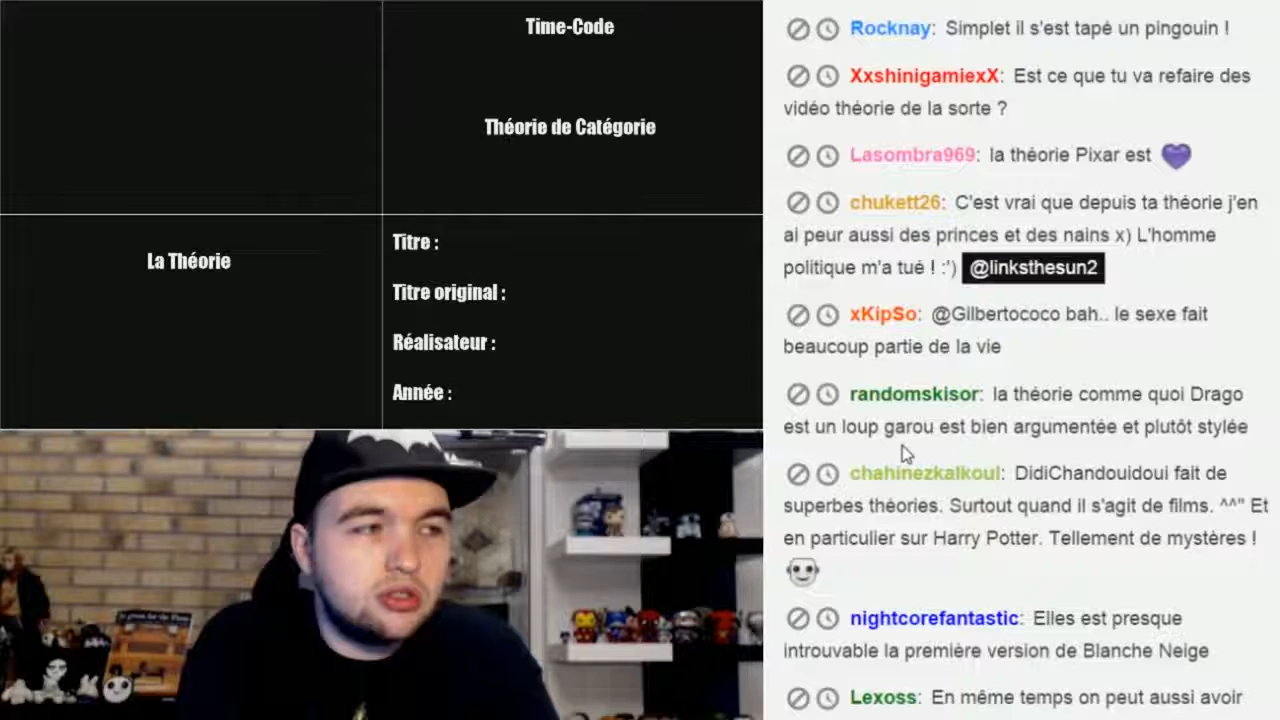 Time-Code
Théorie de Catégorie
La Théorie
Titre :
Titre original :
Réalisateur :
Année :
Rocknay: Simplet il s'est tapé un pingouin !
XxshinigamiexX: Est ce que tu va refaire des
vidéo théorie de la sorte ?
Lasombra969: la théorie Pixar est
chukett26: C'est vrai que depuis ta théorie j'en
ai peur aussi des princes et des nains x) L'homme
politique m'a tué ! :') @linksthesun2
xKipSo: @Gilbertococo bah.. le sexe fait
beaucoup partie de la vie
randomskisor: la théorie comme quoi Drago
est un loup garou est bien argumentée et plutôt stylée
chahinezkalkoul: DidiChandouidoui fait de
superbes théories. Surtout quand il s'agit de films. ^^" Et
en particulier sur Harry Potter. Tellement de mystères !
nightcorefantastic: Elles est presque
introuvable la première version de Blanche Neige
Lexoss: En même temps on peut aussi avoir